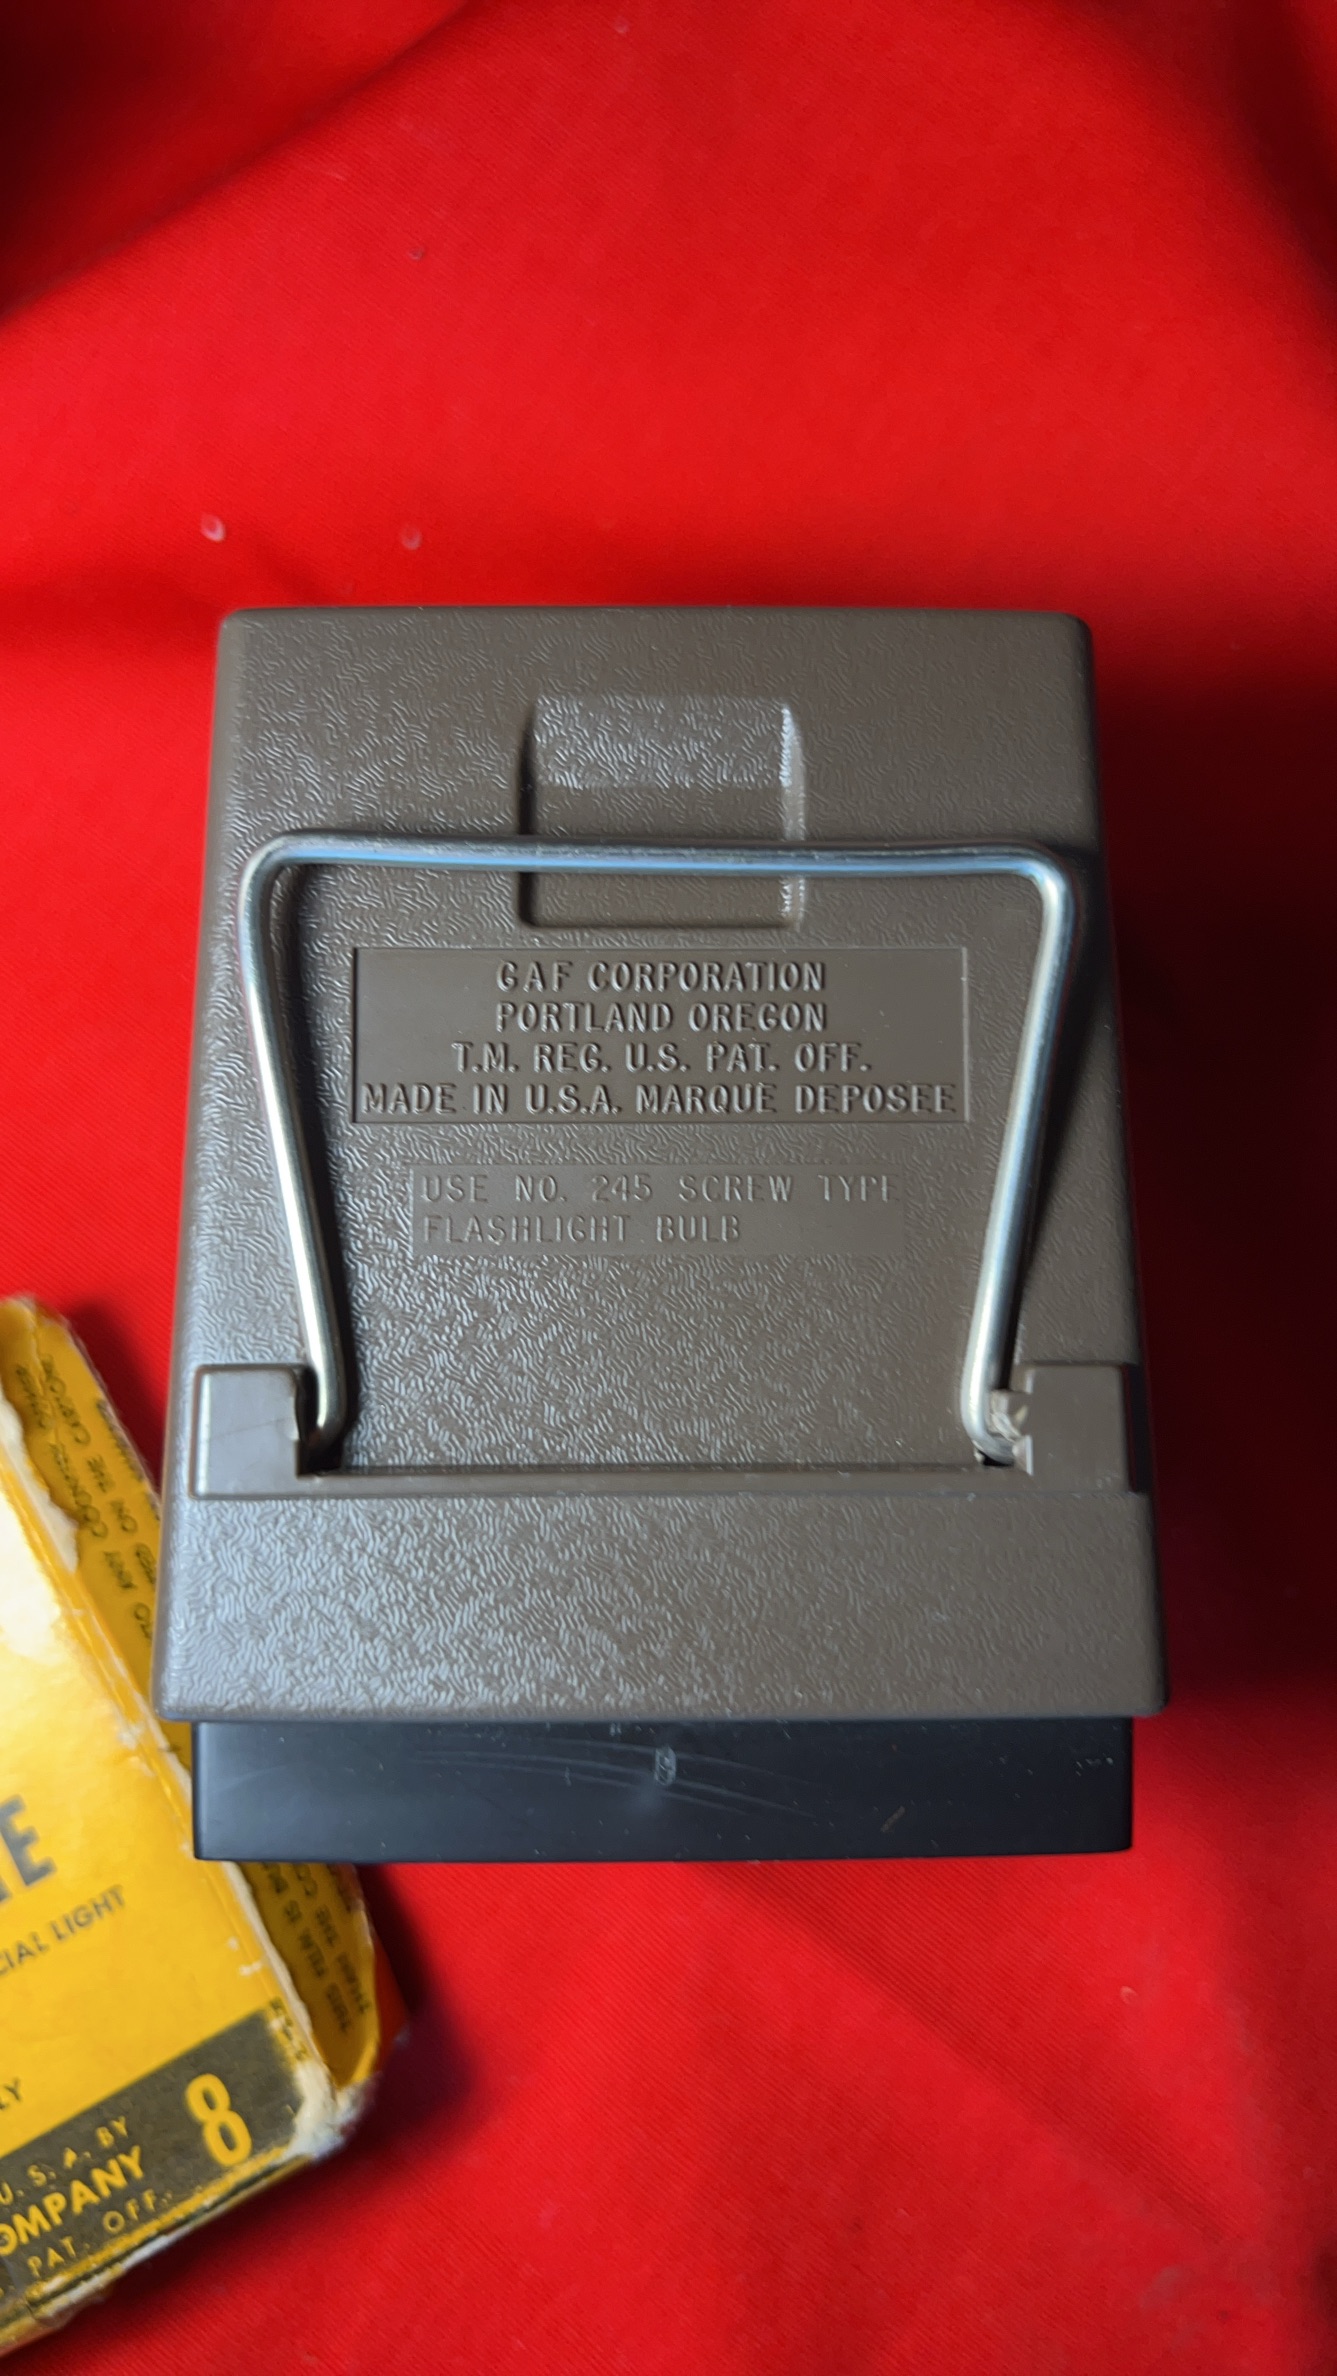 GAF CORPORATION
PORTLAND OREGON
T.M. REG. U.S. PAT. OFF.
MADE IN U.S.A. MARQUE DEPOSEE
USE NO. 245 SCREW TYPE
FLASHLIGHT BULB
CIAL LIGHT
8
U. S. A. BY
OMPANY
PAT. OFF.